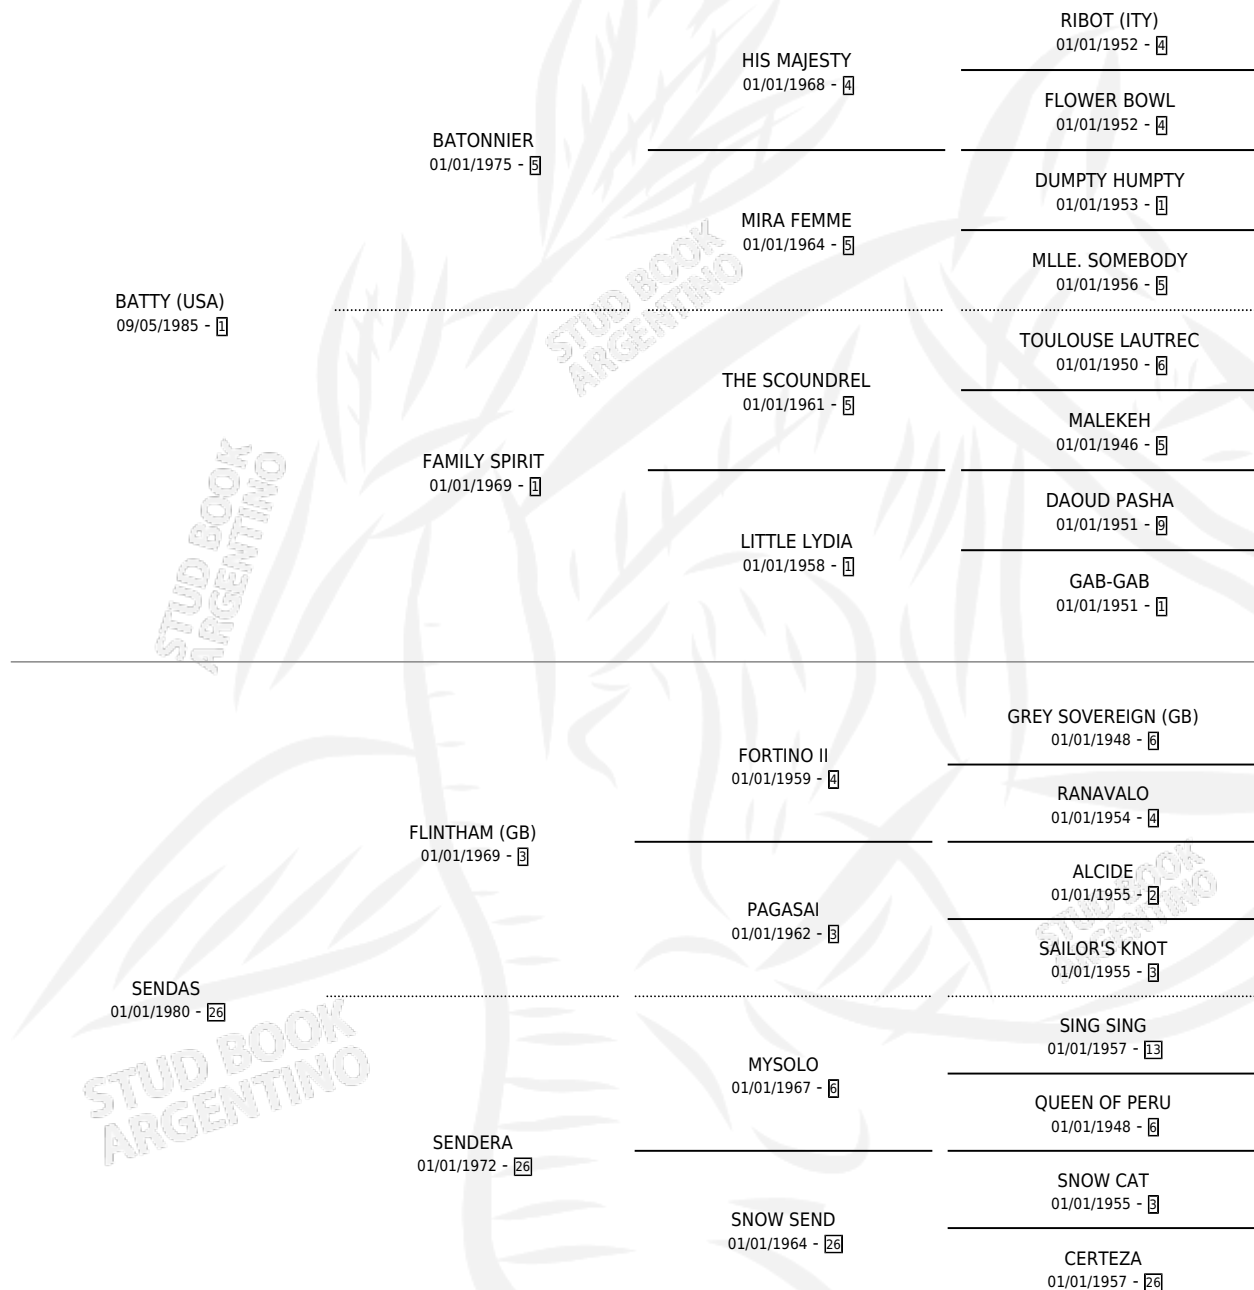 RIBOT (ITY)
01/01/1952 - 4
HIS MAJESTY
01/01/1968 - 4
FLOWER BOWL
01/01/1952 - 4
BATONNIER
01/01/1975 - 5
DUMPTY HUMPTY
01/01/1953 - 1
MIRA FEMME
01/01/1964 - 5
MLLE. SOMEBODY
01/01/1956 - 5
BATTY (USA)
09/05/1985 - 1
TOULOUSE LAUTREC
01/01/1950 - 6
THE SCOUNDREL
01/01/1961 - 5
MALEKEH
01/01/1946 - 5
FAMILY SPIRIT
01/01/1969 - 1
DAOUD PASHA
01/01/1951 - 9
LITTLE LYDIA
01/01/1958 - 1
GAB-GAB
01/01/1951 - 1
GREY SOVEREIGN (GB)
01/01/1948 - 6
FORTINO II
01/01/1959 - 4
RANAVALO
01/01/1954 - 4
FLINTHAM (GB)
01/01/1969 - 3
ALCIDE
01/01/1955 - 2
PAGASAI
01/01/1962 - 3
SAILOR'S KNOT
01/01/1955 - 3
SENDAS
01/01/1980 - 26
SING SING
01/01/1957 - 13
MYSOLO
01/01/1967 - 6
QUEEN OF PERU
01/01/1948 - 6
SENDERA
01/01/1972 - 26
SNOW CAT
01/01/1955 - 3
SNOW SEND
01/01/1964 - 26
CERTEZA
01/01/1957 - 26
STUD BOOK
ARGENTINO
STUD BOOK
ARGENTINO
STUD BOOK
ARGENTINO
STUD BOOK
ARGENTINO